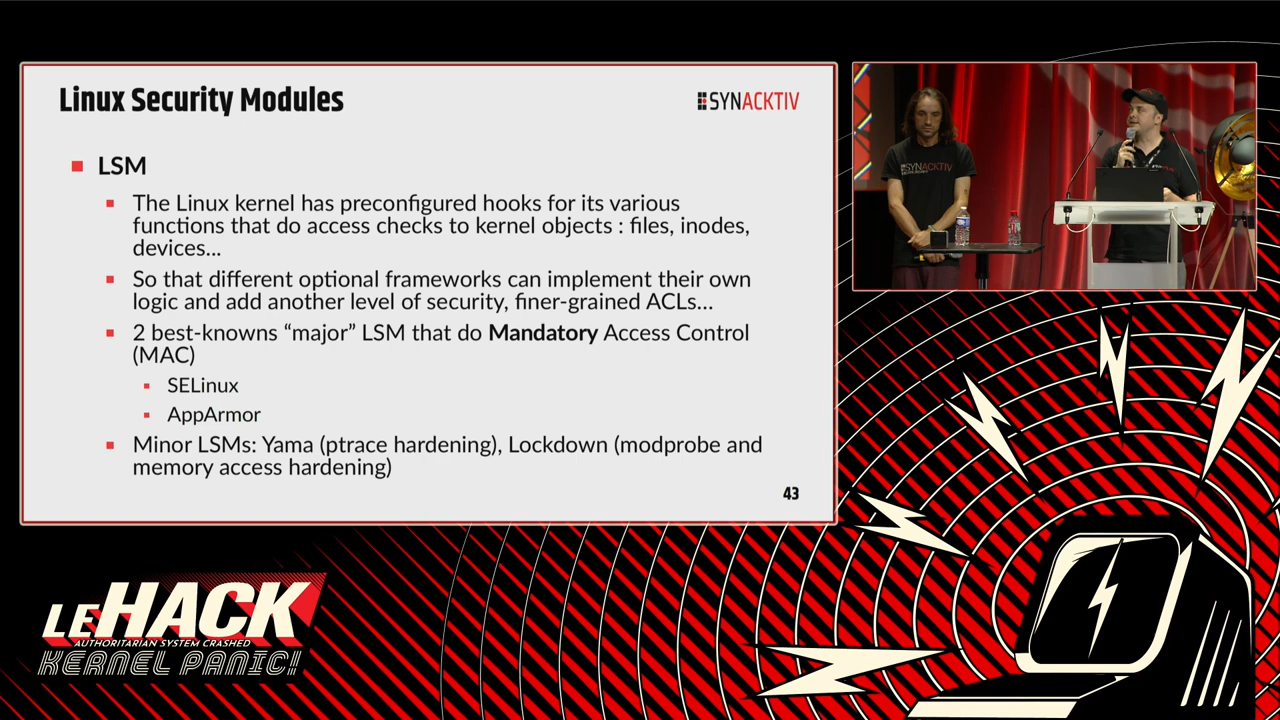 Linux Security Modules
SYNACKTIV
LSM
The Linux kernel has preconfigured hooks for its various
functions that do access checks to kernel objects : files, inodes,
devices...
So that different optional frameworks can implement their own
logic and add another level of security, finer-grained ACLs...
2 best-knowns “major” LSM that do Mandatory Access Control
(MAC)
SELinux
AppArmor
Minor LSMs: Yama (ptrace hardening), Lockdown (modprobe and
memory access hardening)
43
SYNACKTIV
LEHACK
AUTHORITARIAN SYSTEM CRASHED
KERNEL PANIC!